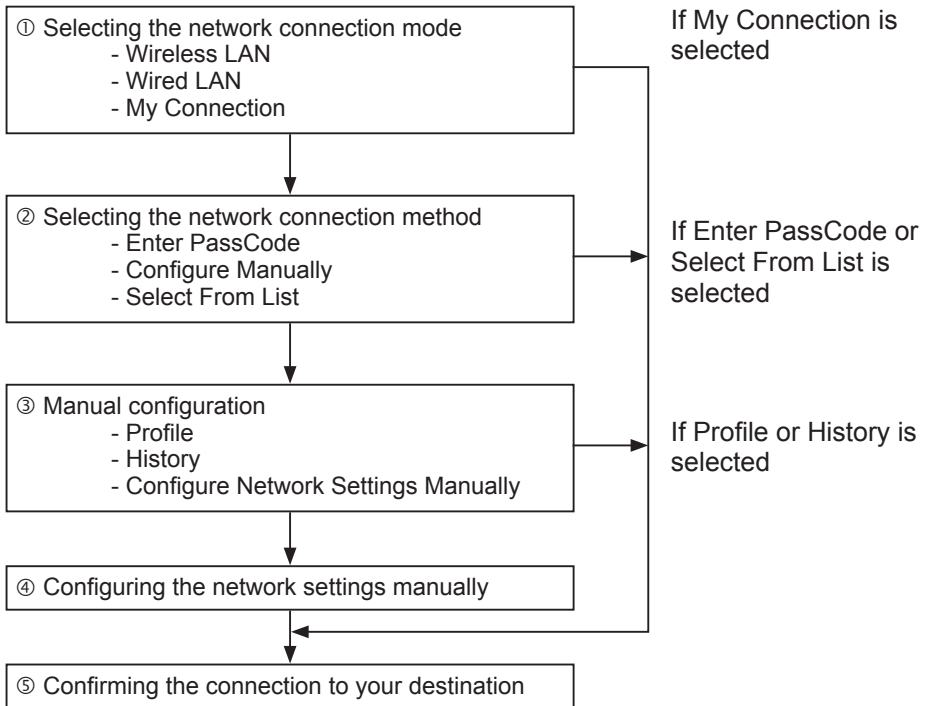 ① Selecting the network connection mode
- Wireless LAN
- Wired LAN
- My Connection
If My Connection is
selected
② Selecting the network connection method
- Enter PassCode
- Configure Manually
- Select From List
If Enter PassCode or
Select From List is
selected
③ Manual configuration
- Profile
- History
- Configure Network Settings Manually
If Profile or History is
selected
④ Configuring the network settings manually
⑤ Confirming the connection to your destination